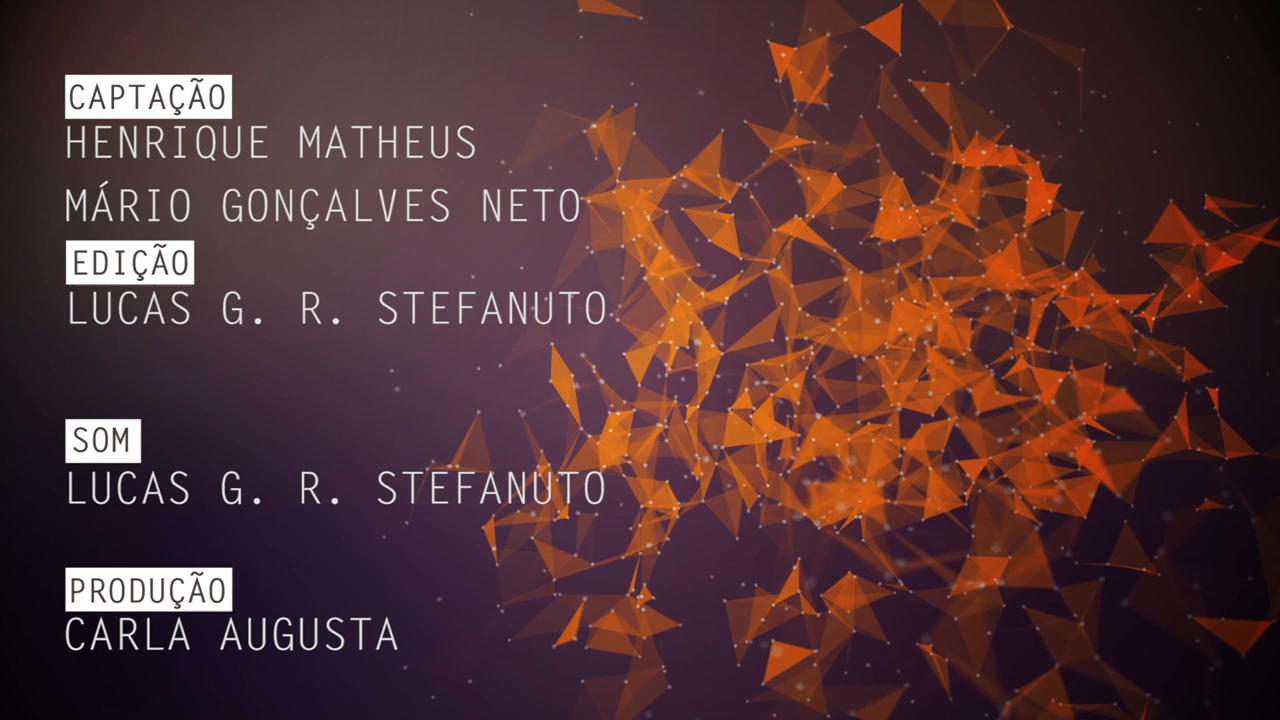 CAPTAÇÃO
HENRIQUE MATHEUS
MÁRIO GONÇALVES NETO
EDIÇÃO
LUCAS G. R. STEFANUTO
SOM
LUCAS G. R. STEFANUTO
PRODUÇÃO
CARLA AUGUSTA